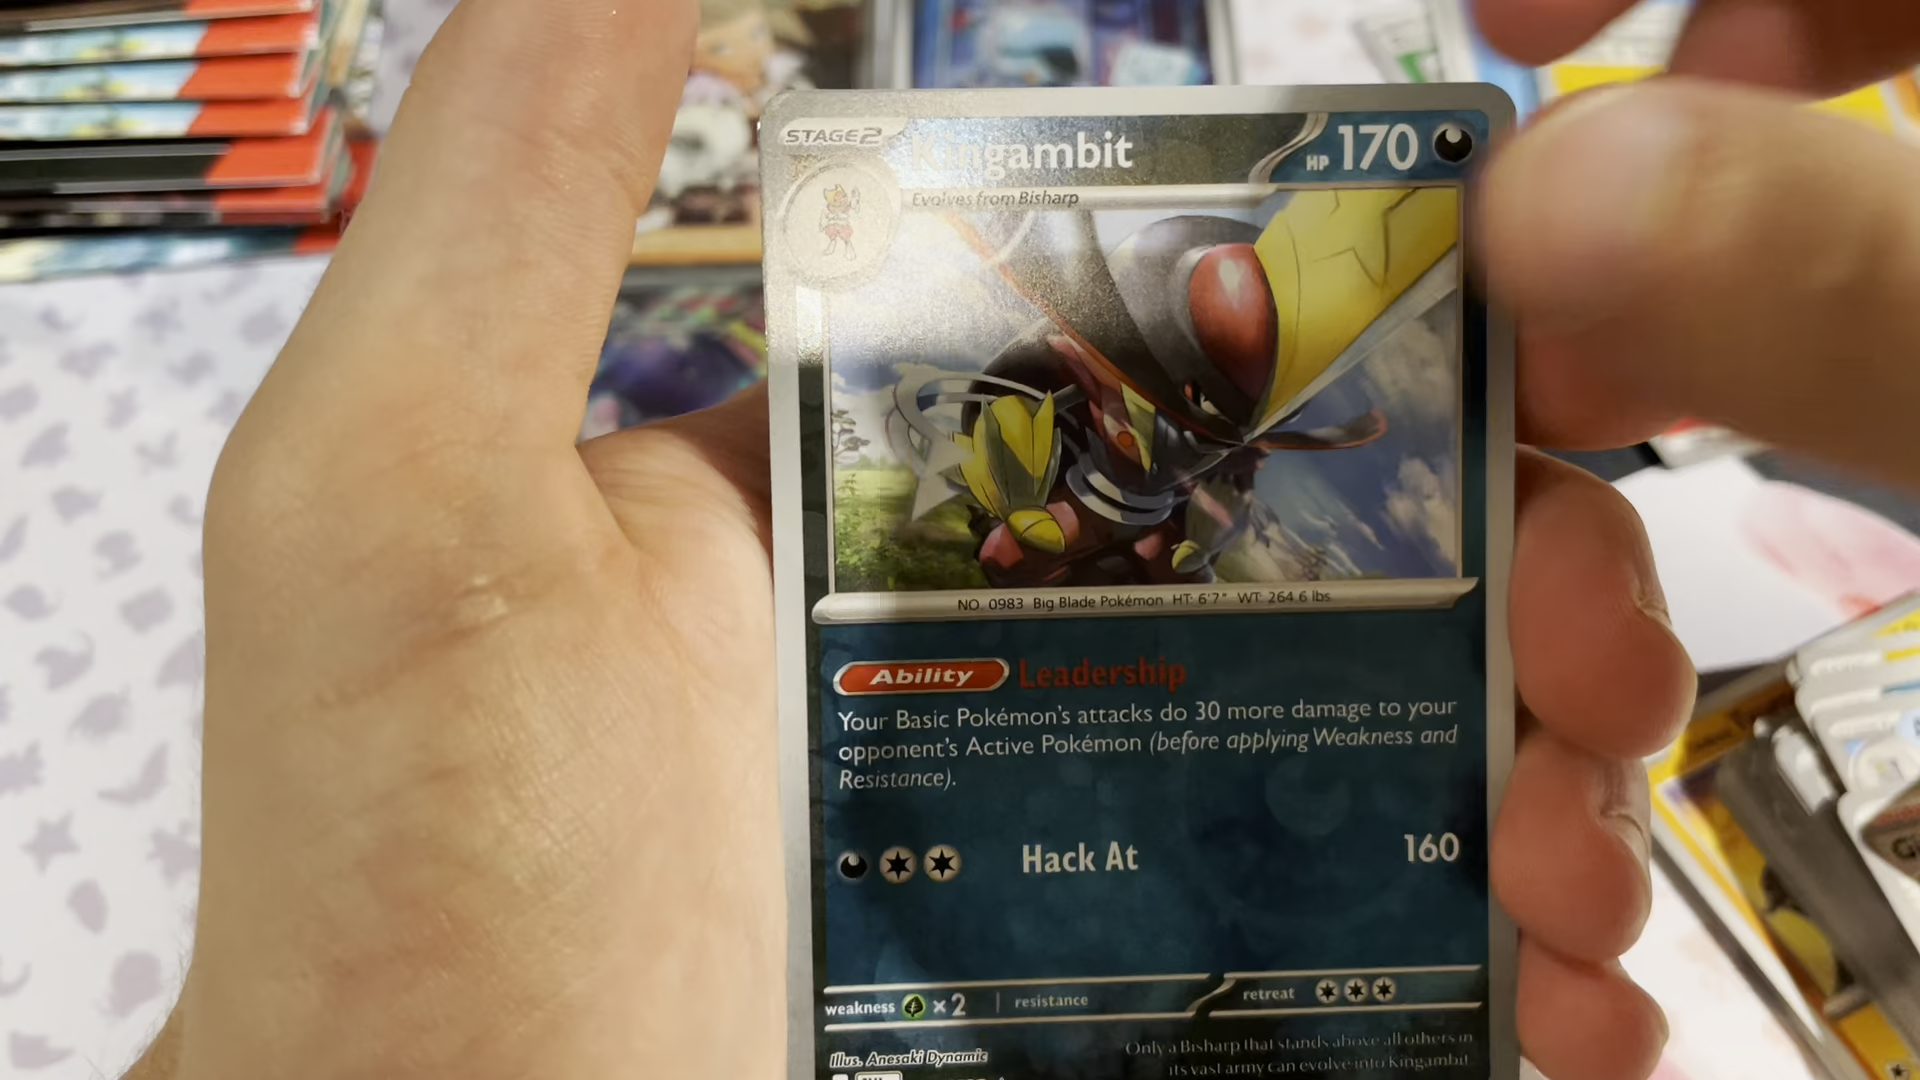 STAGE2
Kingambit
HP 170
Evolves from Bisharp
NO. 0983 Big Blade Pokémon HT: 6'7" WT: 264.6 lbs.
Ability Leadership
Your Basic Pokémon's attacks do 30 more damage to your
opponent's Active Pokémon (before applying Weakness and
Resistance).
Hack At 160
weakness ×2 resistance retreat
Illus. Anesaki Dynamic
Only a Bisharp that stands above all others in
its vast army can evolve into Kingambit.